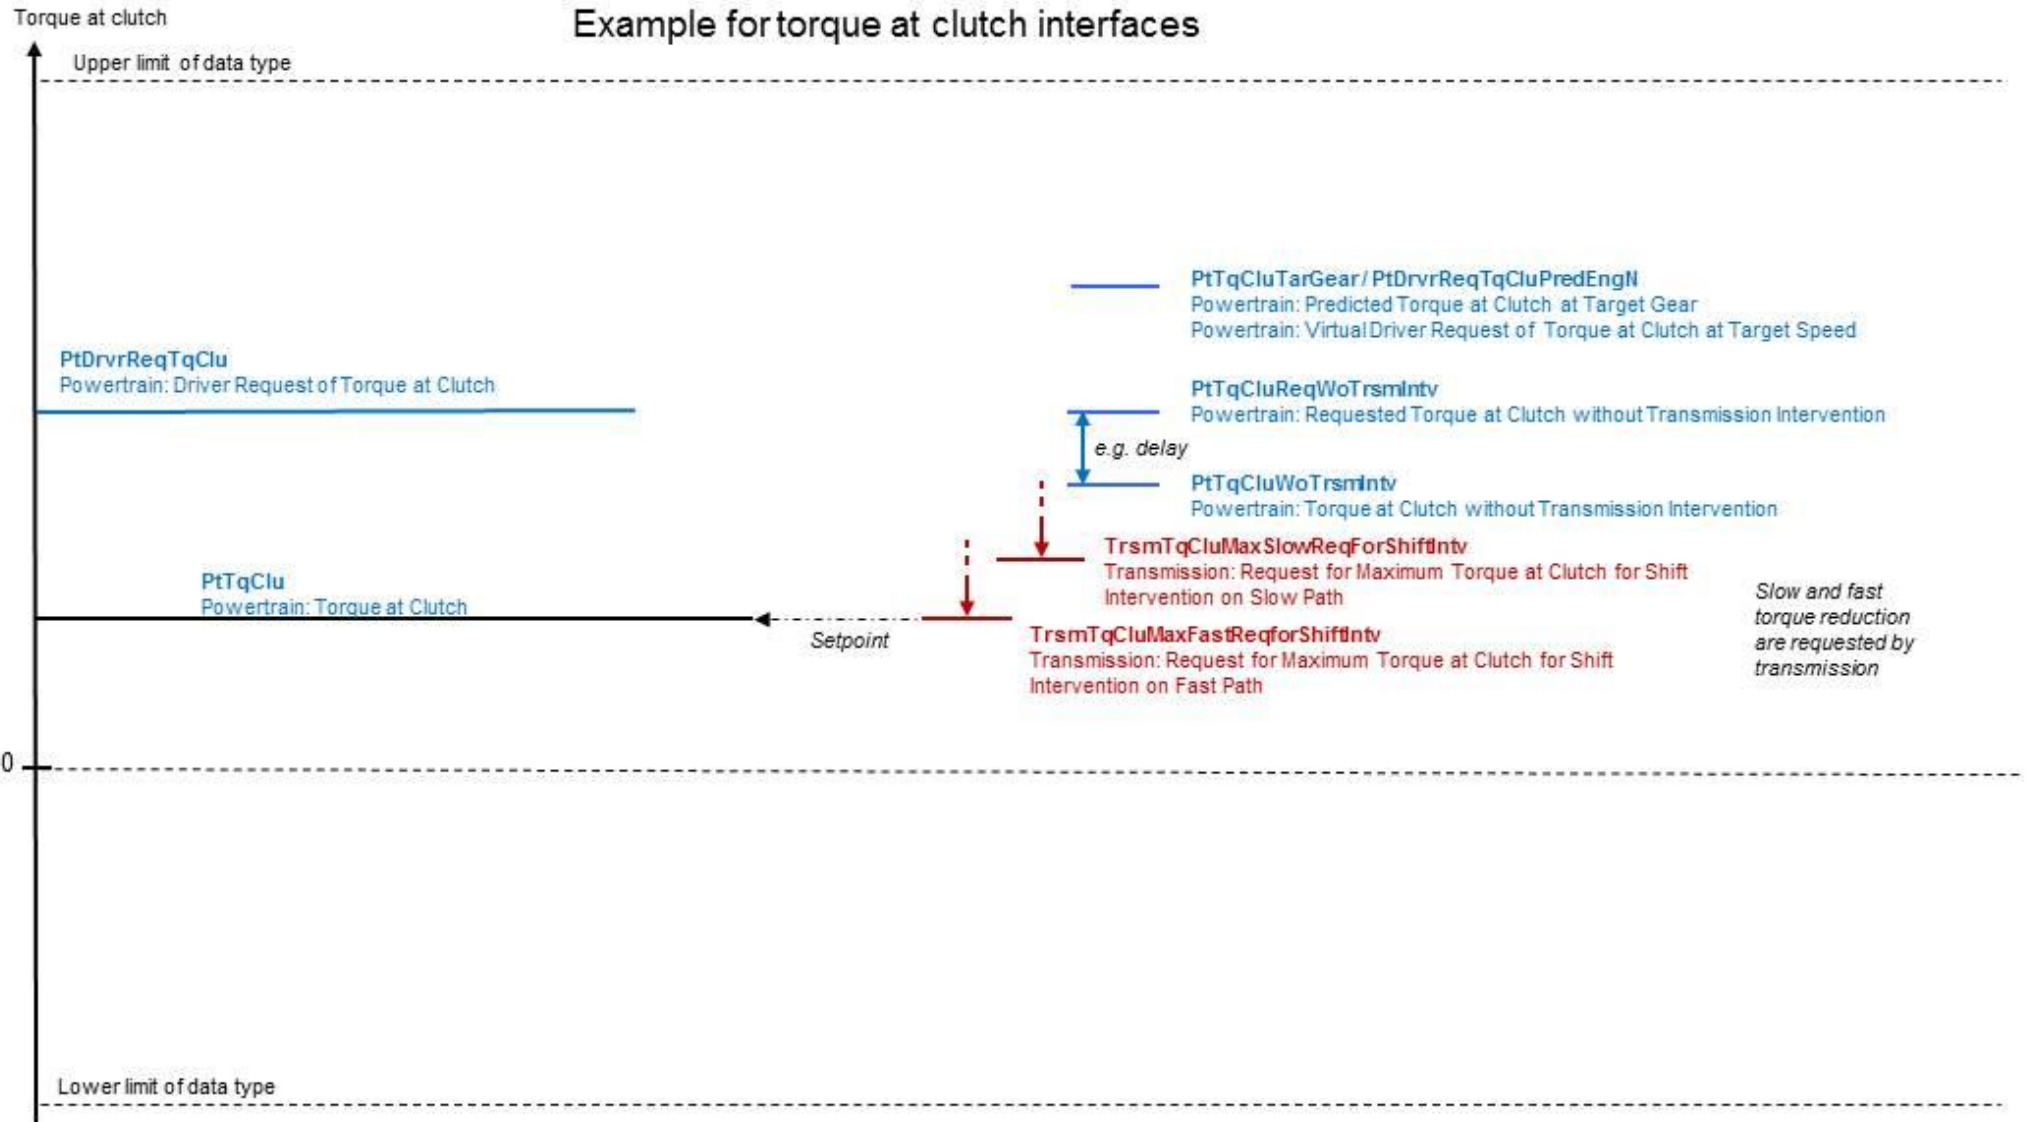 Torque at clutch
Example for torque at clutch interfaces
Upper limit of data type
PtTqCluTarGear / PtDrvrReqTqCluPredEngN
Powertrain: Predicted Torque at Clutch at Target Gear
Powertrain: Virtual Driver Request of Torque at Clutch at Target Speed
PtDrvrReqTqClu
Powertrain: Driver Request of Torque at Clutch
PtTqCluReqWoTrsmIntv
Powertrain: Requested Torque at Clutch without Transmission Intervention
e.g. delay
PtTqCluWoTrsmIntv
Powertrain: Torque at Clutch without Transmission Intervention
TrsmTqCluMaxSlowReqForShiftIntv
Transmission: Request for Maximum Torque at Clutch for Shift
Intervention on Slow Path
PtTqClu
Powertrain: Torque at Clutch
Setpoint
TrsmTqCluMaxFastReqforShiftIntv
Transmission: Request for Maximum Torque at Clutch for Shift
Intervention on Fast Path
Slow and fast
torque reduction
are requested by
transmission
0
Lower limit of data type